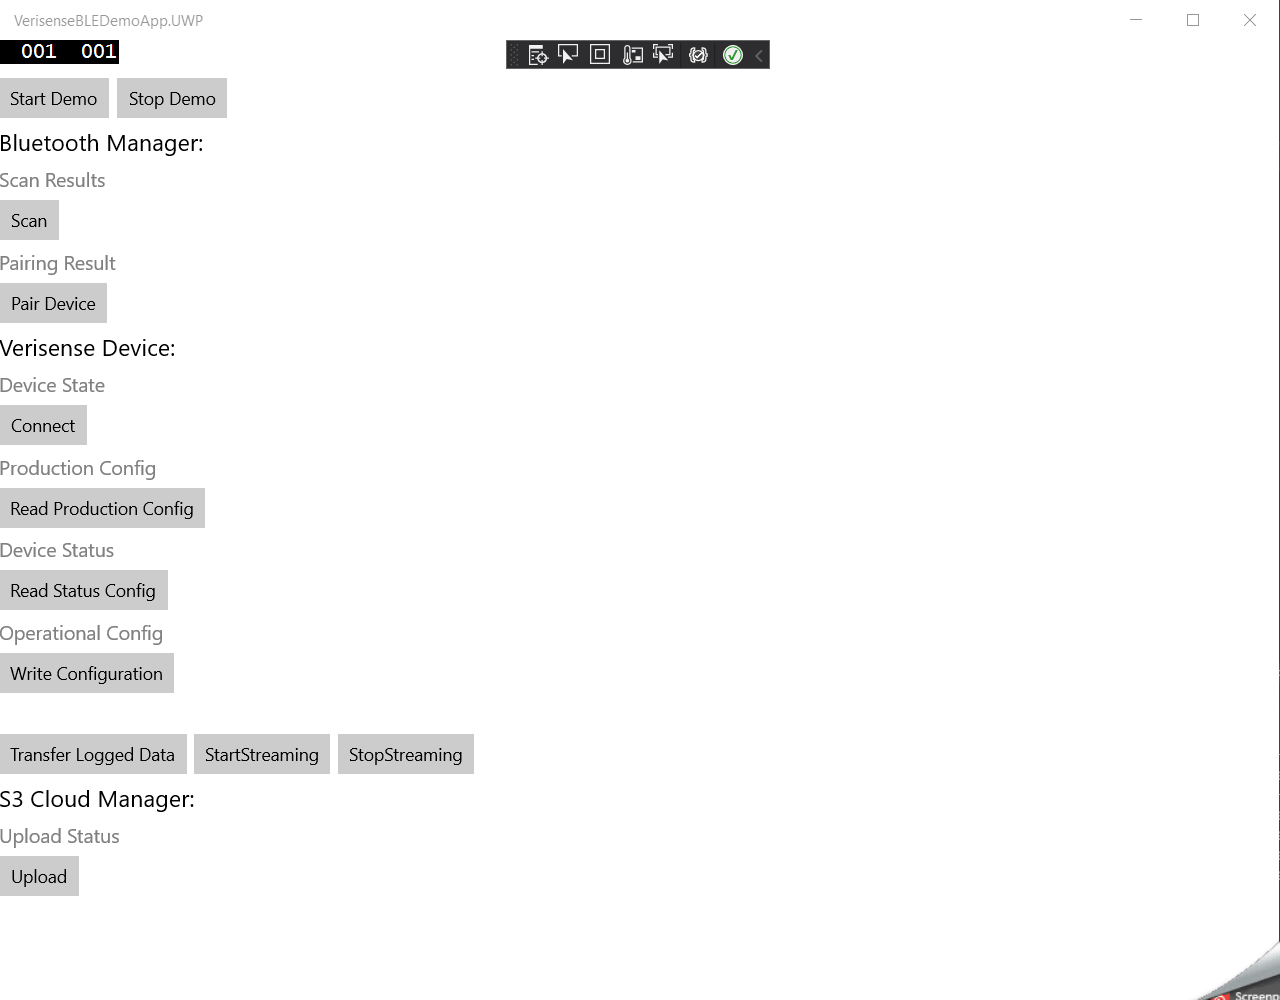 VerisenseBLEDemoApp.UWP
001 001
Start Demo Stop Demo
Bluetooth Manager:
Scan Results
Scan
Pairing Result
Pair Device
Verisense Device:
Device State
Connect
Production Config
Read Production Config
Device Status
Read Status Config
Operational Config
Write Configuration
Transfer Logged Data StartStreaming StopStreaming
S3 Cloud Manager:
Upload Status
Upload